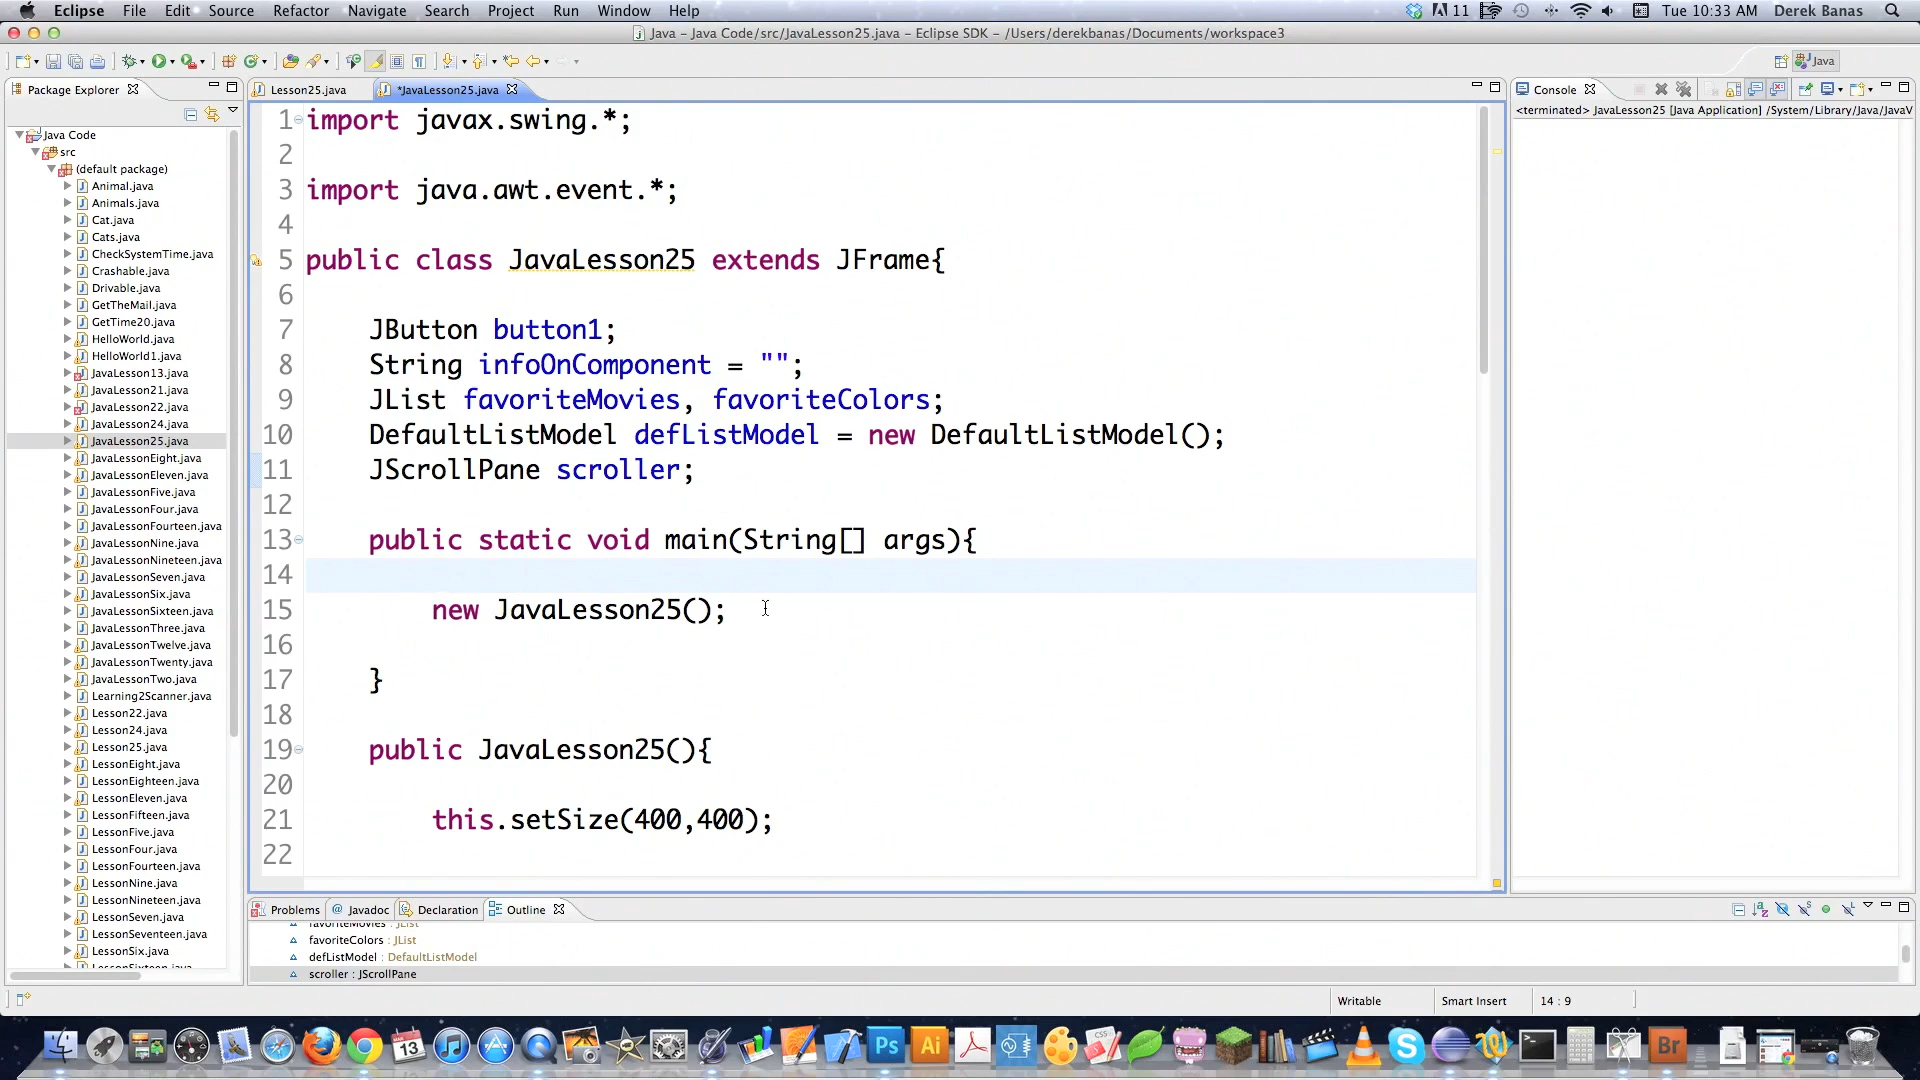 Eclipse File Edit Source Refactor Navigate Search Project Run Window Help 11 Tue 10:33 AM Derek Banas
Java – Java Code/src/JavaLesson25.java – Eclipse SDK – /Users/derekbanas/Documents/workspace3
Java
Package Explorer
Java Code
src
(default package)
Animal.java
Animals.java
Cat.java
Cats.java
CheckSystemTime.java
Crashable.java
Drivable.java
GetTheMail.java
GetTime20.java
HelloWorld.java
HelloWorld1.java
JavaLesson13.java
JavaLesson21.java
JavaLesson22.java
JavaLesson24.java
JavaLesson25.java
JavaLessonEight.java
JavaLessonEleven.java
JavaLessonFive.java
JavaLessonFour.java
JavaLessonFourteen.java
JavaLessonNine.java
JavaLessonNineteen.java
JavaLessonSeven.java
JavaLessonSix.java
JavaLessonSixteen.java
JavaLessonThree.java
JavaLessonTwelve.java
JavaLessonTwenty.java
JavaLessonTwo.java
Learning2Scanner.java
Lesson22.java
Lesson24.java
Lesson25.java
LessonEight.java
LessonEighteen.java
LessonEleven.java
LessonFifteen.java
LessonFive.java
LessonFour.java
LessonFourteen.java
LessonNine.java
LessonNineteen.java
LessonSeven.java
LessonSeventeen.java
LessonSix.java
LessonSixteen.java
Lesson25.java *JavaLesson25.java
1 import javax.swing.*;
2
3 import java.awt.event.*;
4
5 public class JavaLesson25 extends JFrame{
6
7 JButton button1;
8 String infoOnComponent = "";
9 JList favoriteMovies, favoriteColors;
10 DefaultListModel defListModel = new DefaultListModel();
11 JScrollPane scroller;
12
13 public static void main(String[] args){
14
15 new JavaLesson25();
16
17 }
18
19 public JavaLesson25(){
20
21 this.setSize(400,400);
22
Console
<terminated> JavaLesson25 [Java Application] /System/Library/Java/JavaV
Problems @ Javadoc Declaration Outline
favoriteMovies : JList
favoriteColors : JList
defListModel : DefaultListModel
scroller : JScrollPane
Writable Smart Insert 14 : 9
13 Ps Ai CSS Br